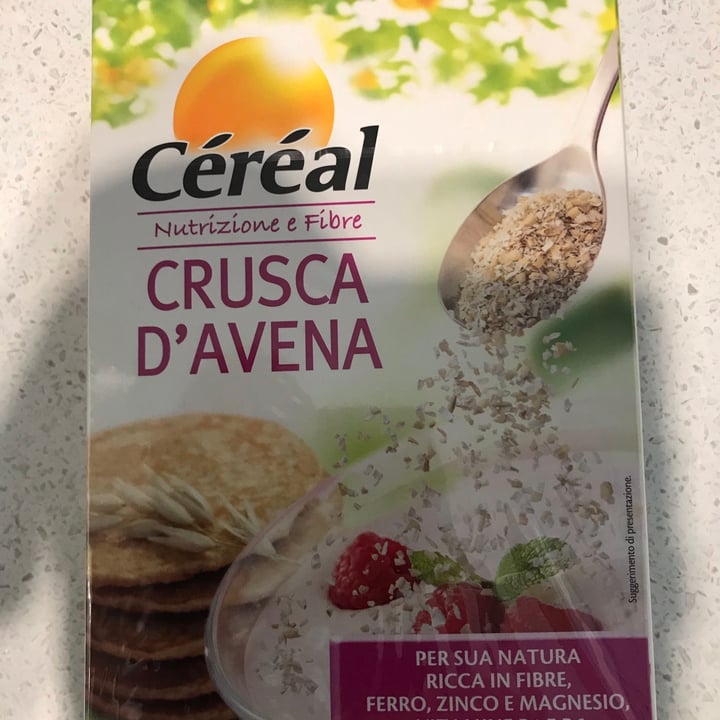 Céréal
Nutrizione e Fibre
CRUSCA
D'AVENA
Suggerimento di presentazione.
PER SUA NATURA
RICCA IN FIBRE,
FERRO, ZINCO E MAGNESIO,